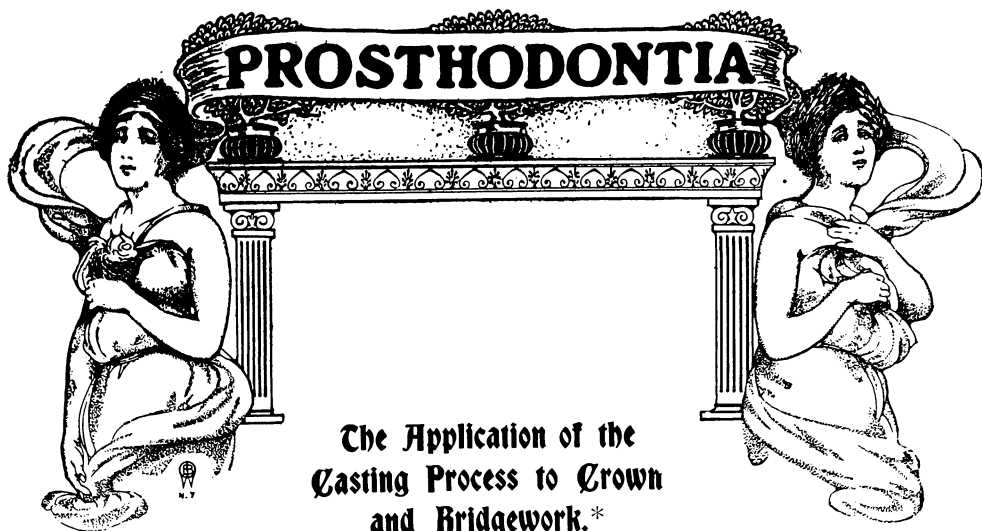 PROSTHODONTIA
The Application of the
Casting Process to Crown
and Bridgework.*
N.Y